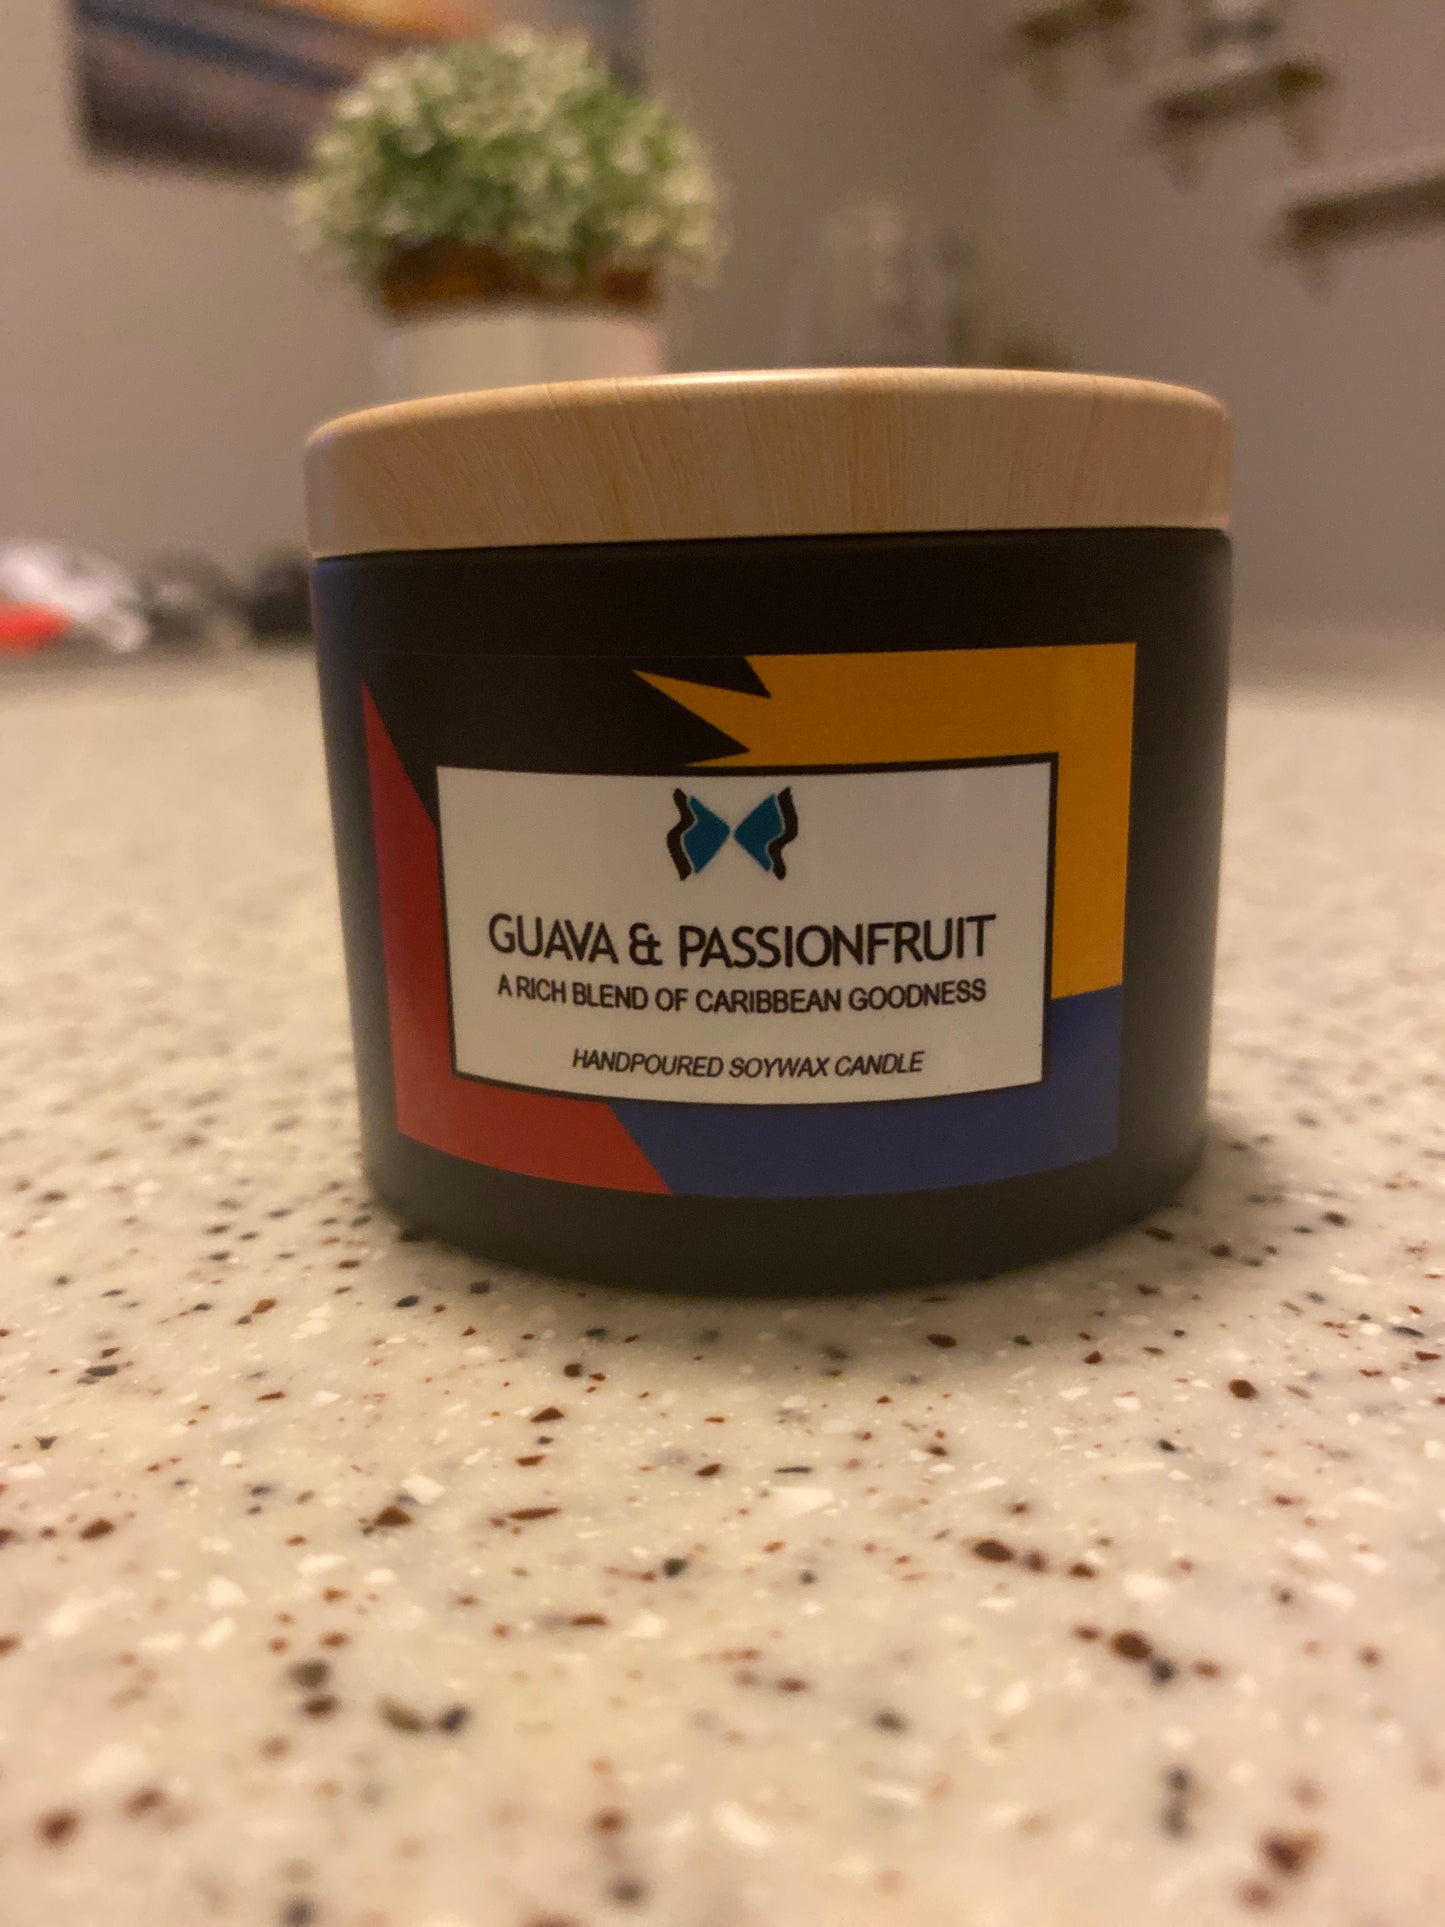 GUAVA & PASSIONFRUIT
A RICH BLEND OF CARIBBEAN GOODNESS
HANDPOURED SOYWAX CANDLE